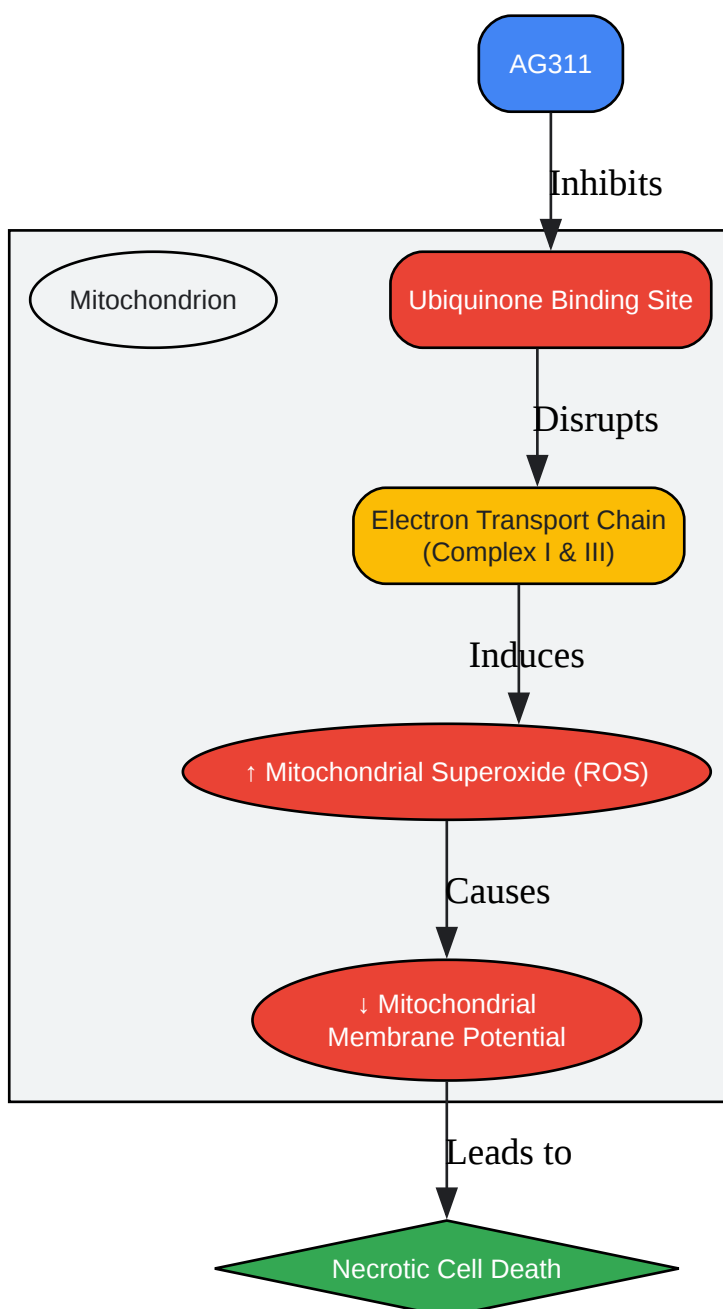 AG311
Inhibits
Mitochondrion
Ubiquinone Binding Site
Disrupts
Electron Transport Chain
(Complex I & III)
Induces
↑ Mitochondrial Superoxide (ROS)
Causes
↓ Mitochondrial
Membrane Potential
Leads to
Necrotic Cell Death